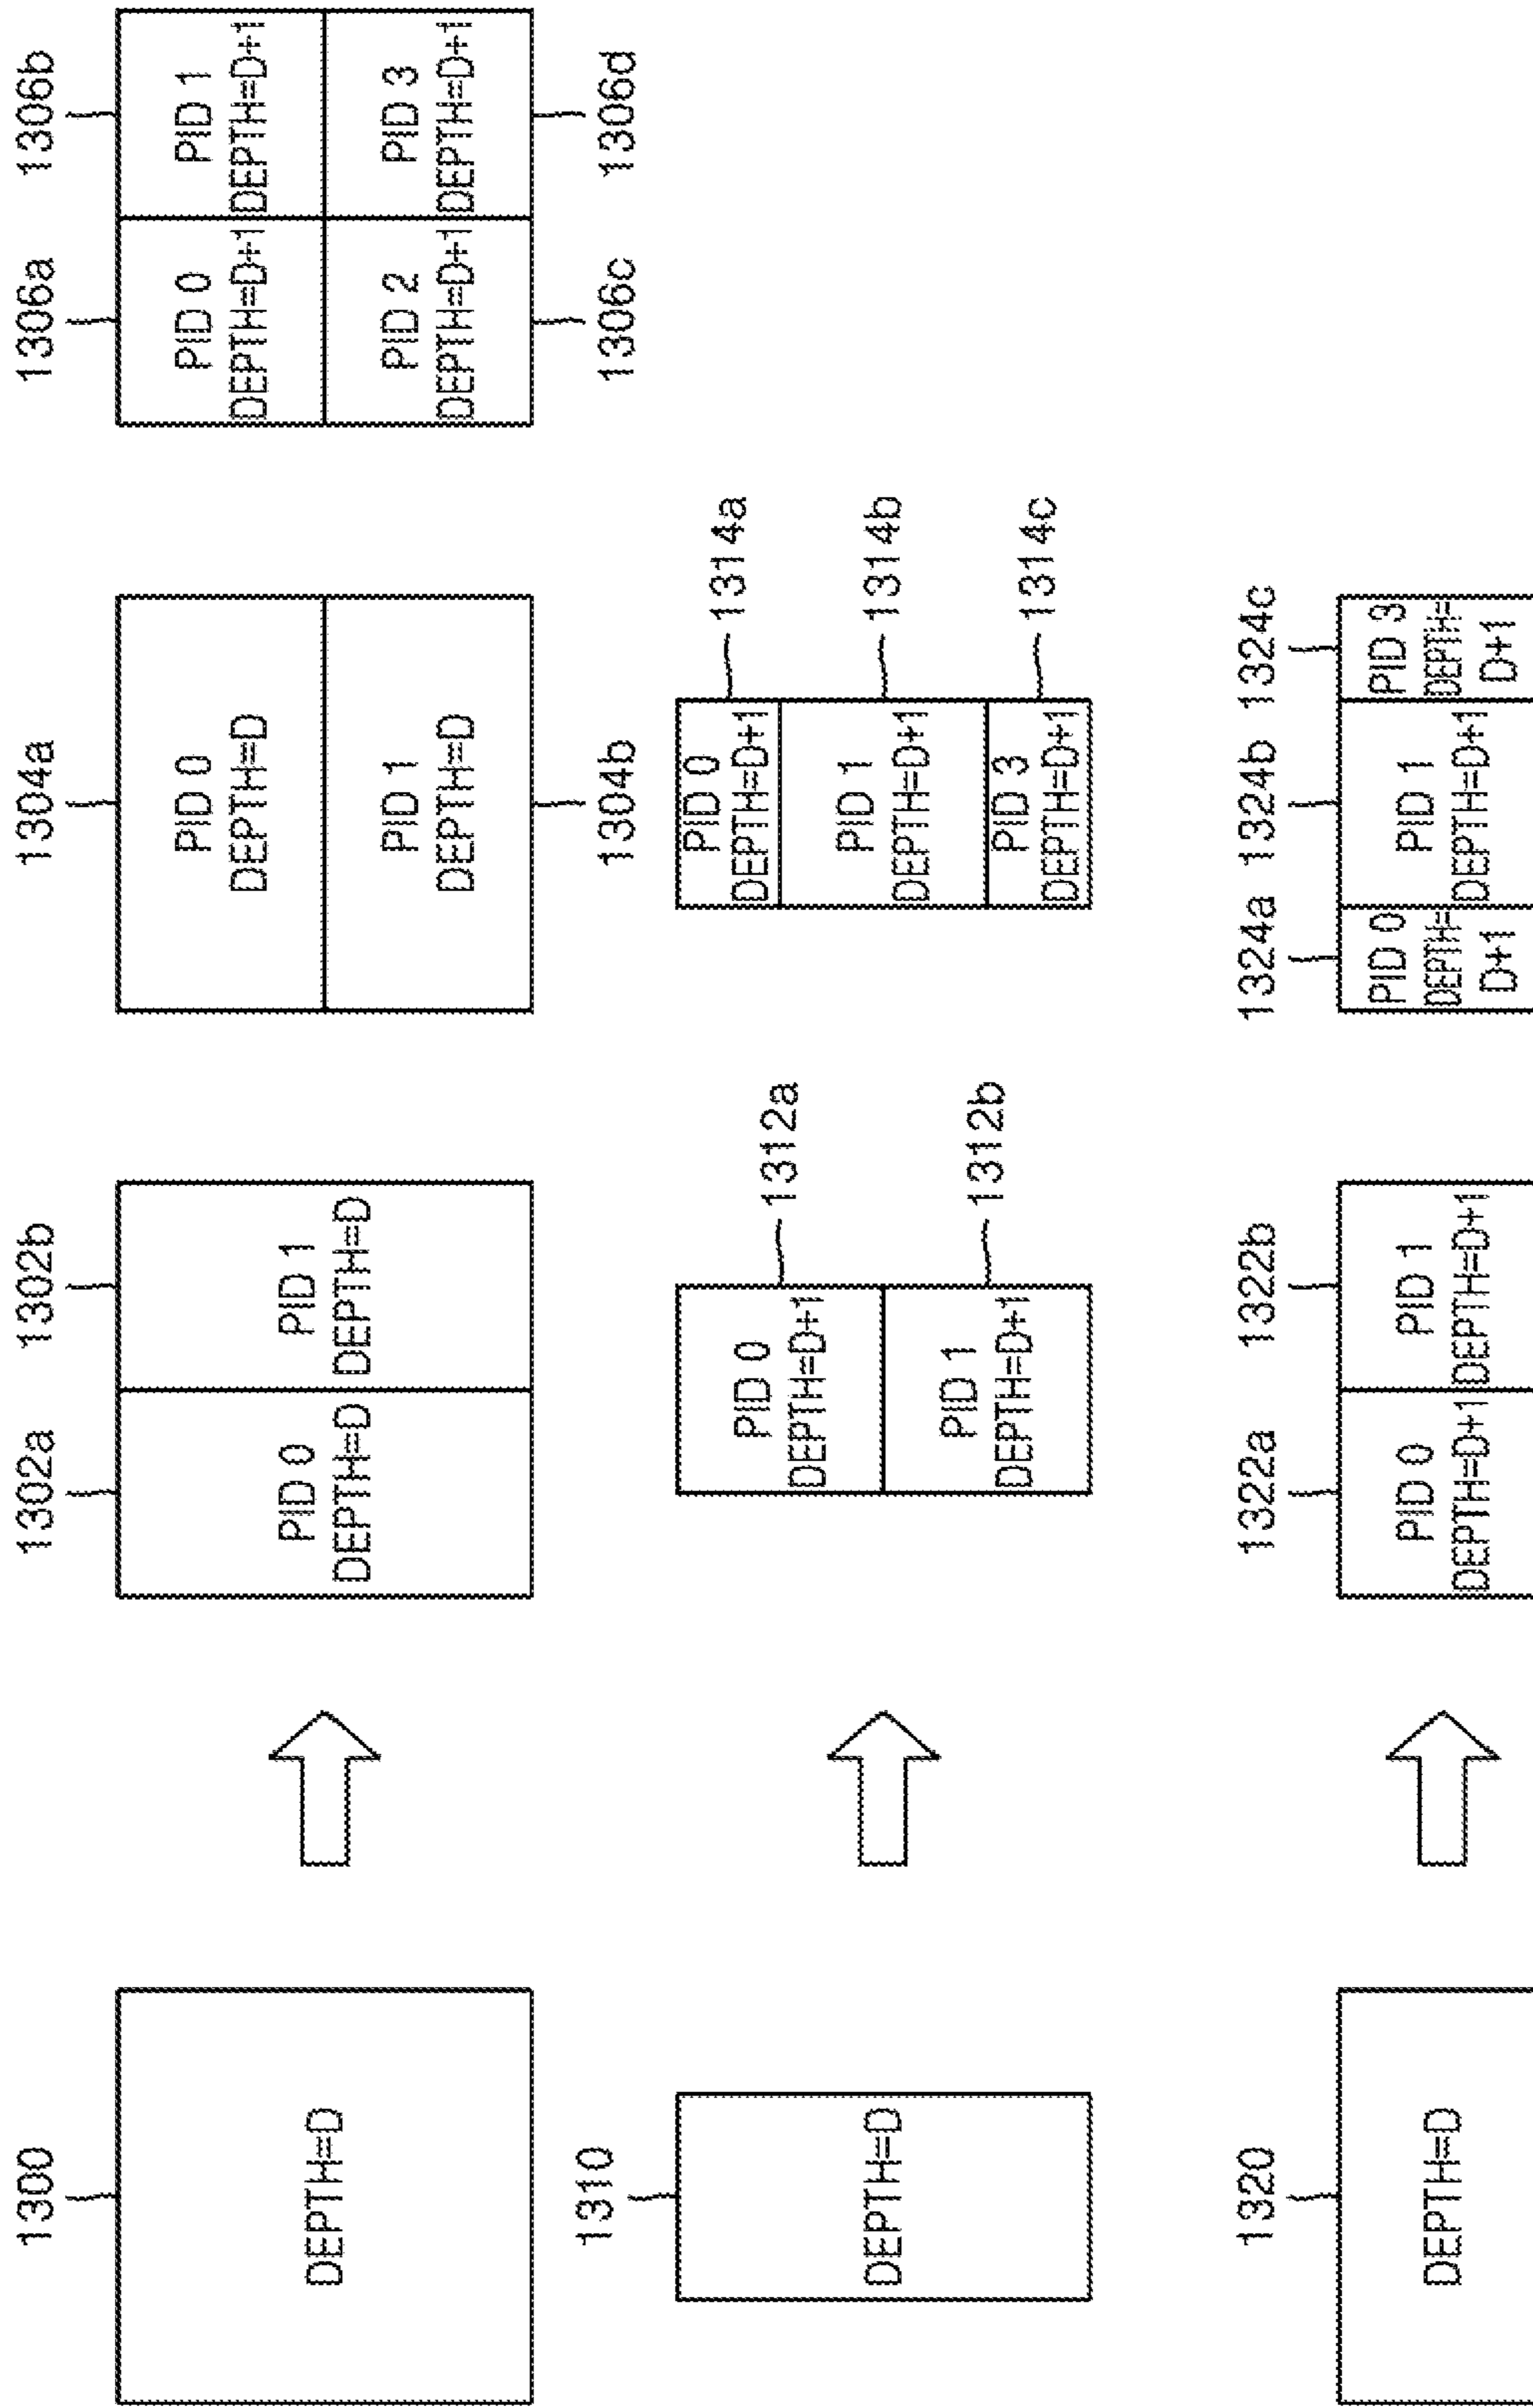 1300
DEPTH=D
1302a
1302b
PID 0
DEPTH=D
PID 1
DEPTH=D
1304a
PID 0
DEPTH=D
PID 1
DEPTH=D
1304b
1306a
1306b
PID 0
DEPTH=D+1
PID 1
DEPTH=D+1
PID 2
DEPTH=D+1
PID 3
DEPTH=D+1
1306c
1306d
1310
DEPTH=D
PID 0
DEPTH=D+1
1312a
PID 1
DEPTH=D+1
1312b
PID 0
DEPTH=D+1
1314a
PID 1
DEPTH=D+1
1314b
PID 3
DEPTH=D+1
1314c
1320
DEPTH=D
1322a
1322b
PID 0
DEPTH=D+1
PID 1
DEPTH=D+1
1324a
1324b
1324c
PID 0
DEPTH=
D+1
PID 1
DEPTH=D+1
PID 3
DEPTH=
D+1